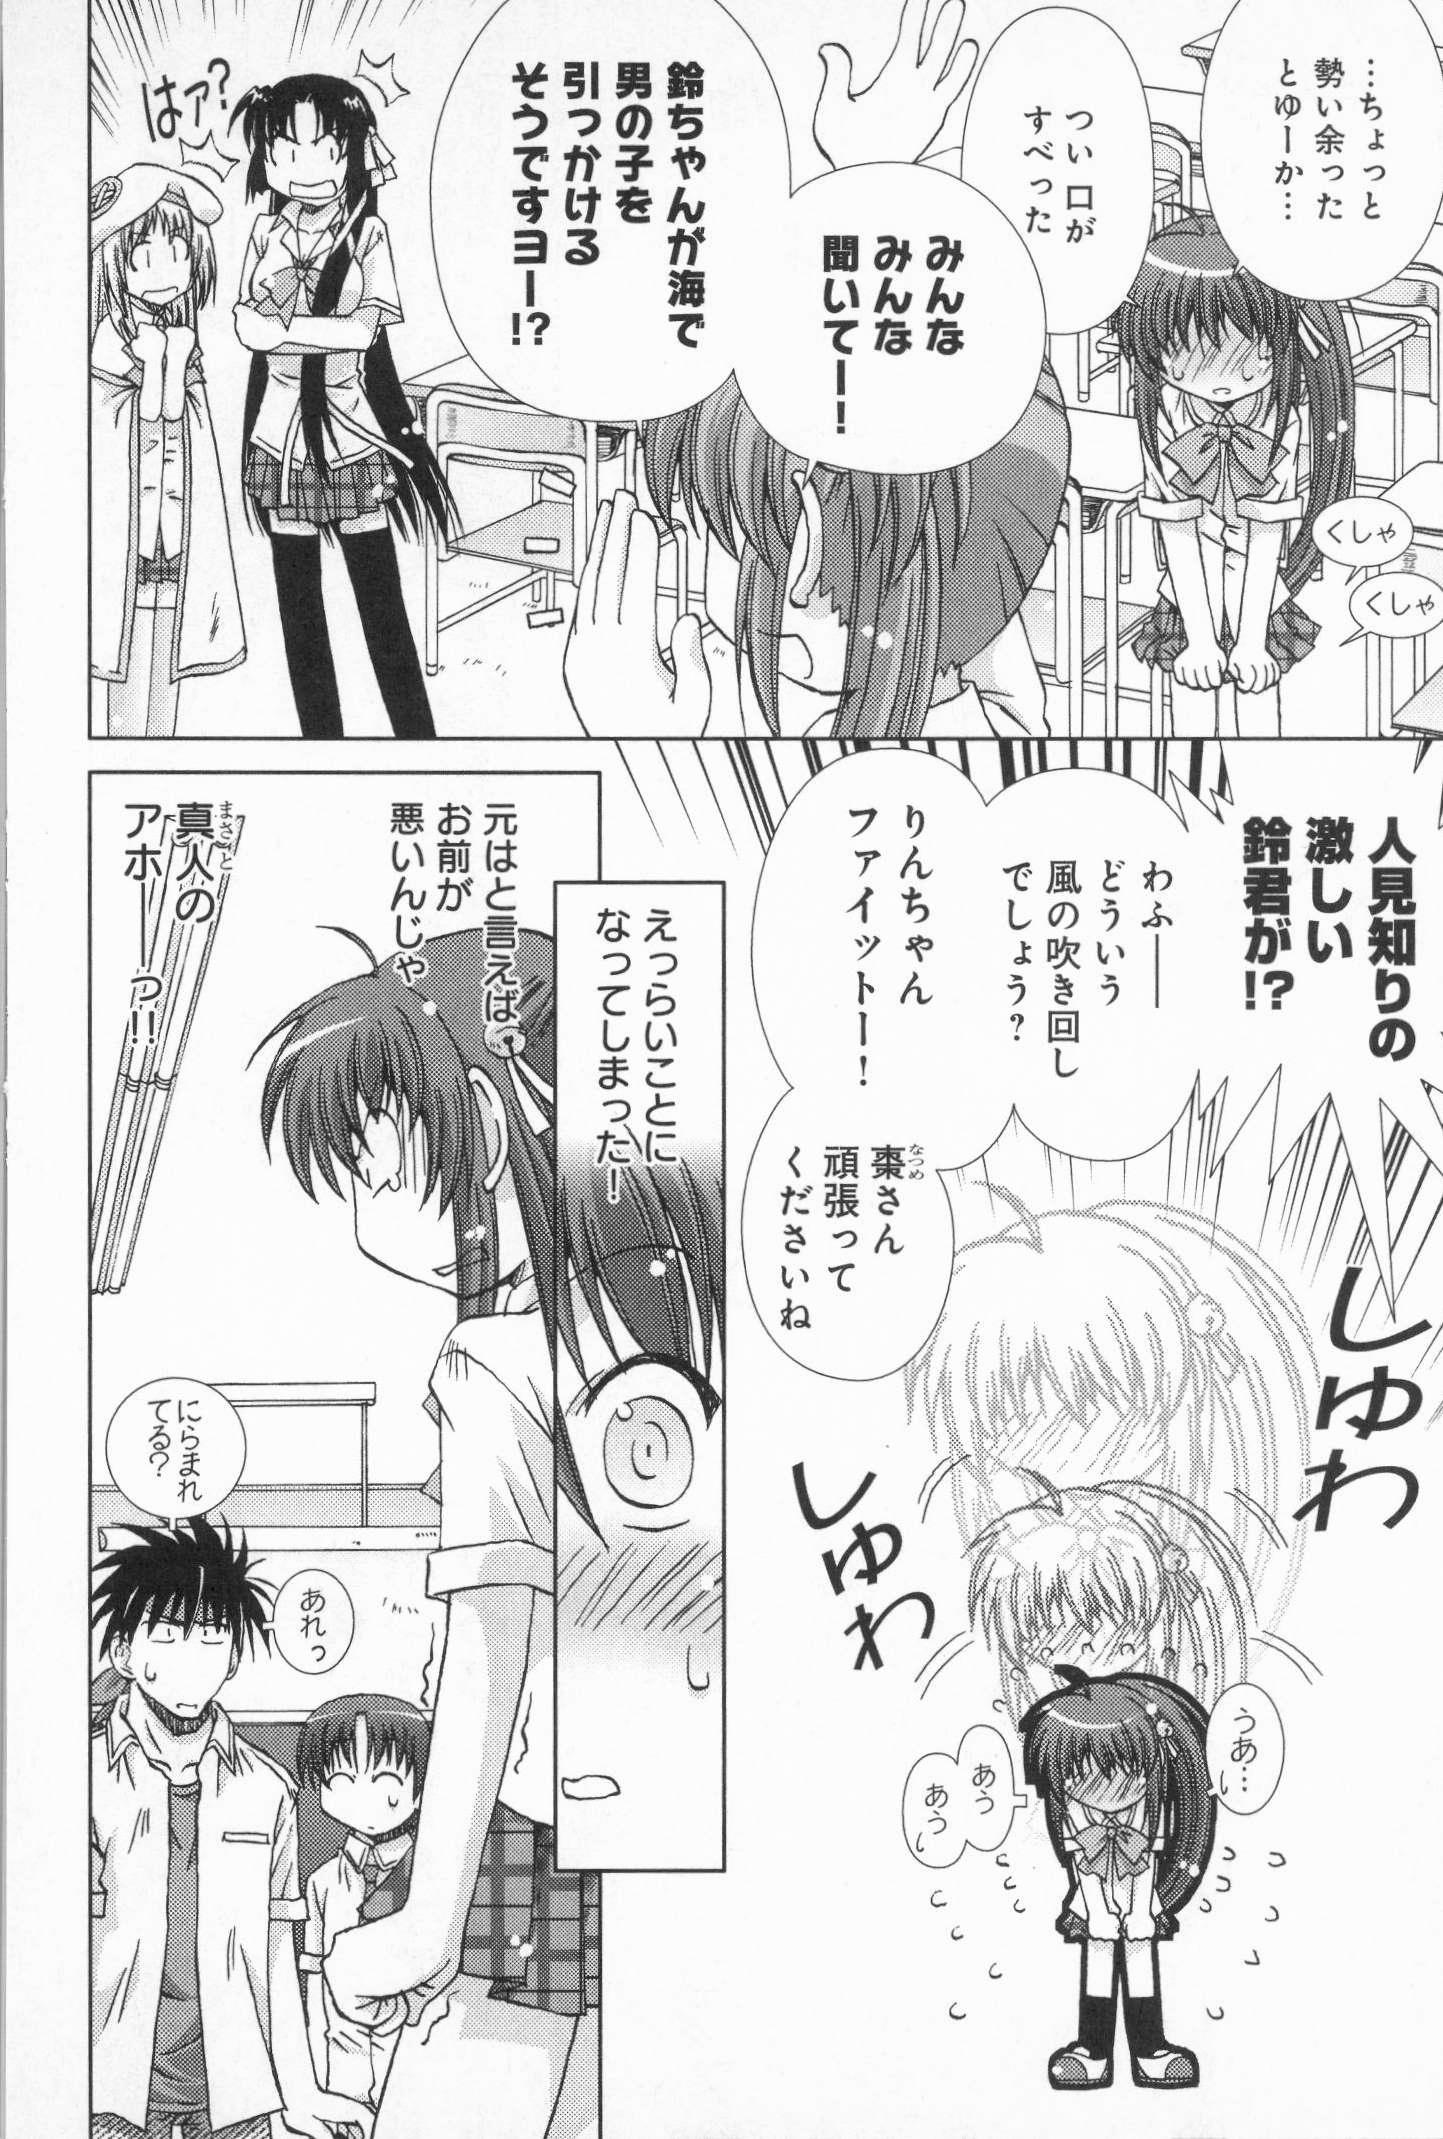 …ちょっと
勢い余った
とゆーか…
つい口が
すべった
くしゃ
くしゃ
みんな
みんな
聞いてー!
鈴ちゃんが海で
男の子を
引っかける
そうですヨー!?
はァ?
人見知りの
激しい
鈴君が!?
わふー
どういう
風の吹き回し
でしょう?
りんちゃん
ファイットー!
棗さん
なつめ
頑張って
くださいね
しゅわ
しゅわ
うあ…
あう
あう
えっらいことに
なってしまった!
元はと言えば
お前が
悪いんじゃ
真人の
まさと
アホーっ!!
にらまれ
てる?
あれっ